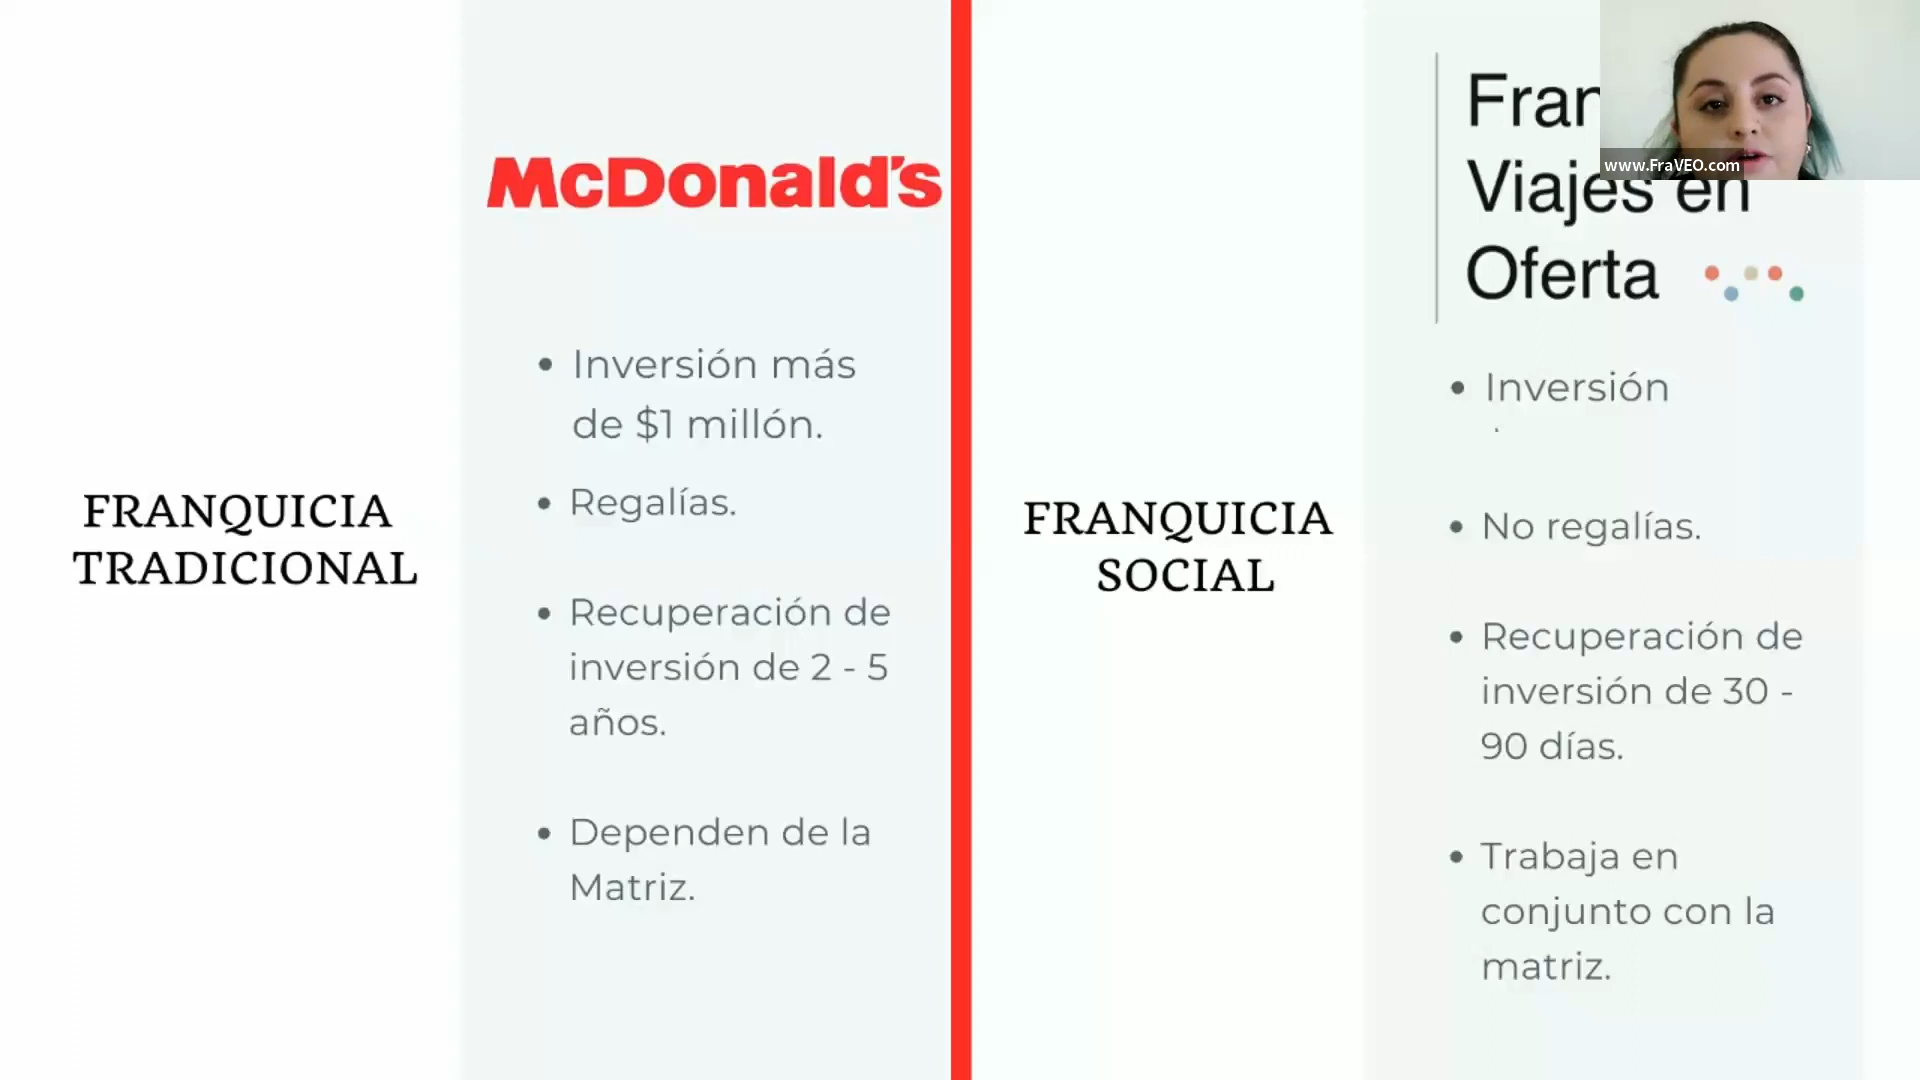 FRANQUICIA
TRADICIONAL
McDonald's
• Inversión más
de $1 millón.
• Regalías.
• Recuperación de
inversión de 2 - 5
años.
• Dependen de la
Matriz.
FRANQUICIA
SOCIAL
www.FraVEO.com
Viajes en
Oferta
• Inversión
• No regalías.
• Recuperación de
inversión de 30 -
90 días.
• Trabaja en
conjunto con la
matriz.